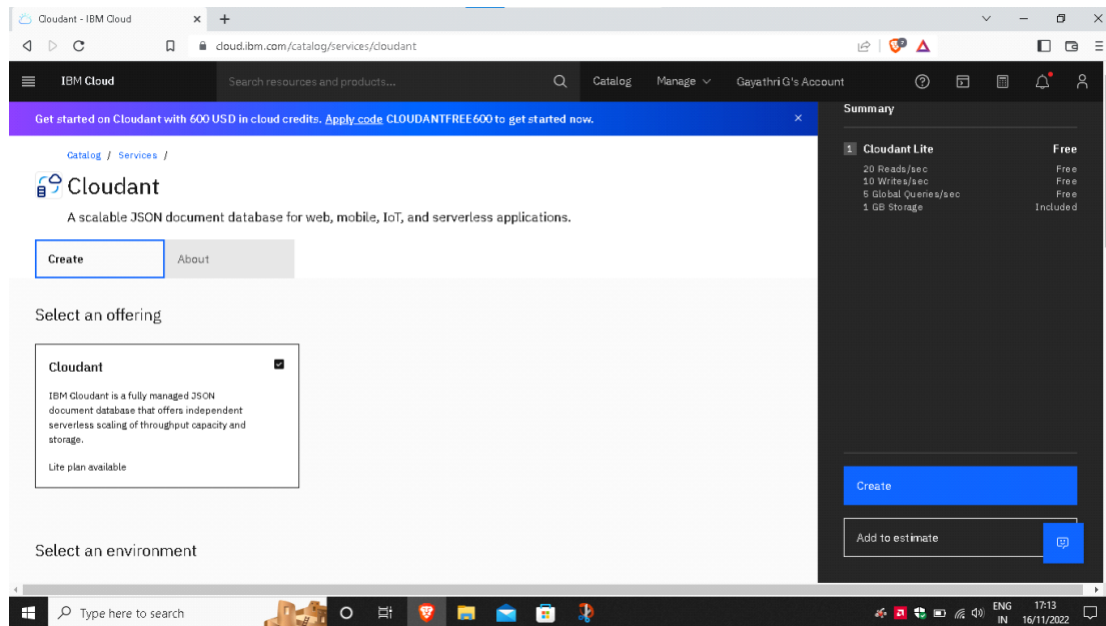 Cloudant - IBM Cloud
cloud.ibm.com/catalog/services/cloudant
IBM Cloud
Search resources and products...
Catalog
Manage
Gayathri G's Account
Get started on Cloudant with 600 USD in cloud credits. Apply code CLOUDANTFREE600 to get started now.
Catalog / Services /
Cloudant
A scalable JSON document database for web, mobile, IoT, and serverless applications.
Create
About
Select an offering
Cloudant
IBM Cloudant is a fully managed JSON
document database that offers independent
serverless scaling of throughput capacity and
storage.
Lite plan available
Select an environment
Summary
1 Cloudant Lite Free
20 Reads/sec Free
10 Writes/sec Free
5 Global Queries/sec Free
1 GB Storage Included
Create
Add to estimate
Type here to search
ENG
IN
17:13
16/11/2022